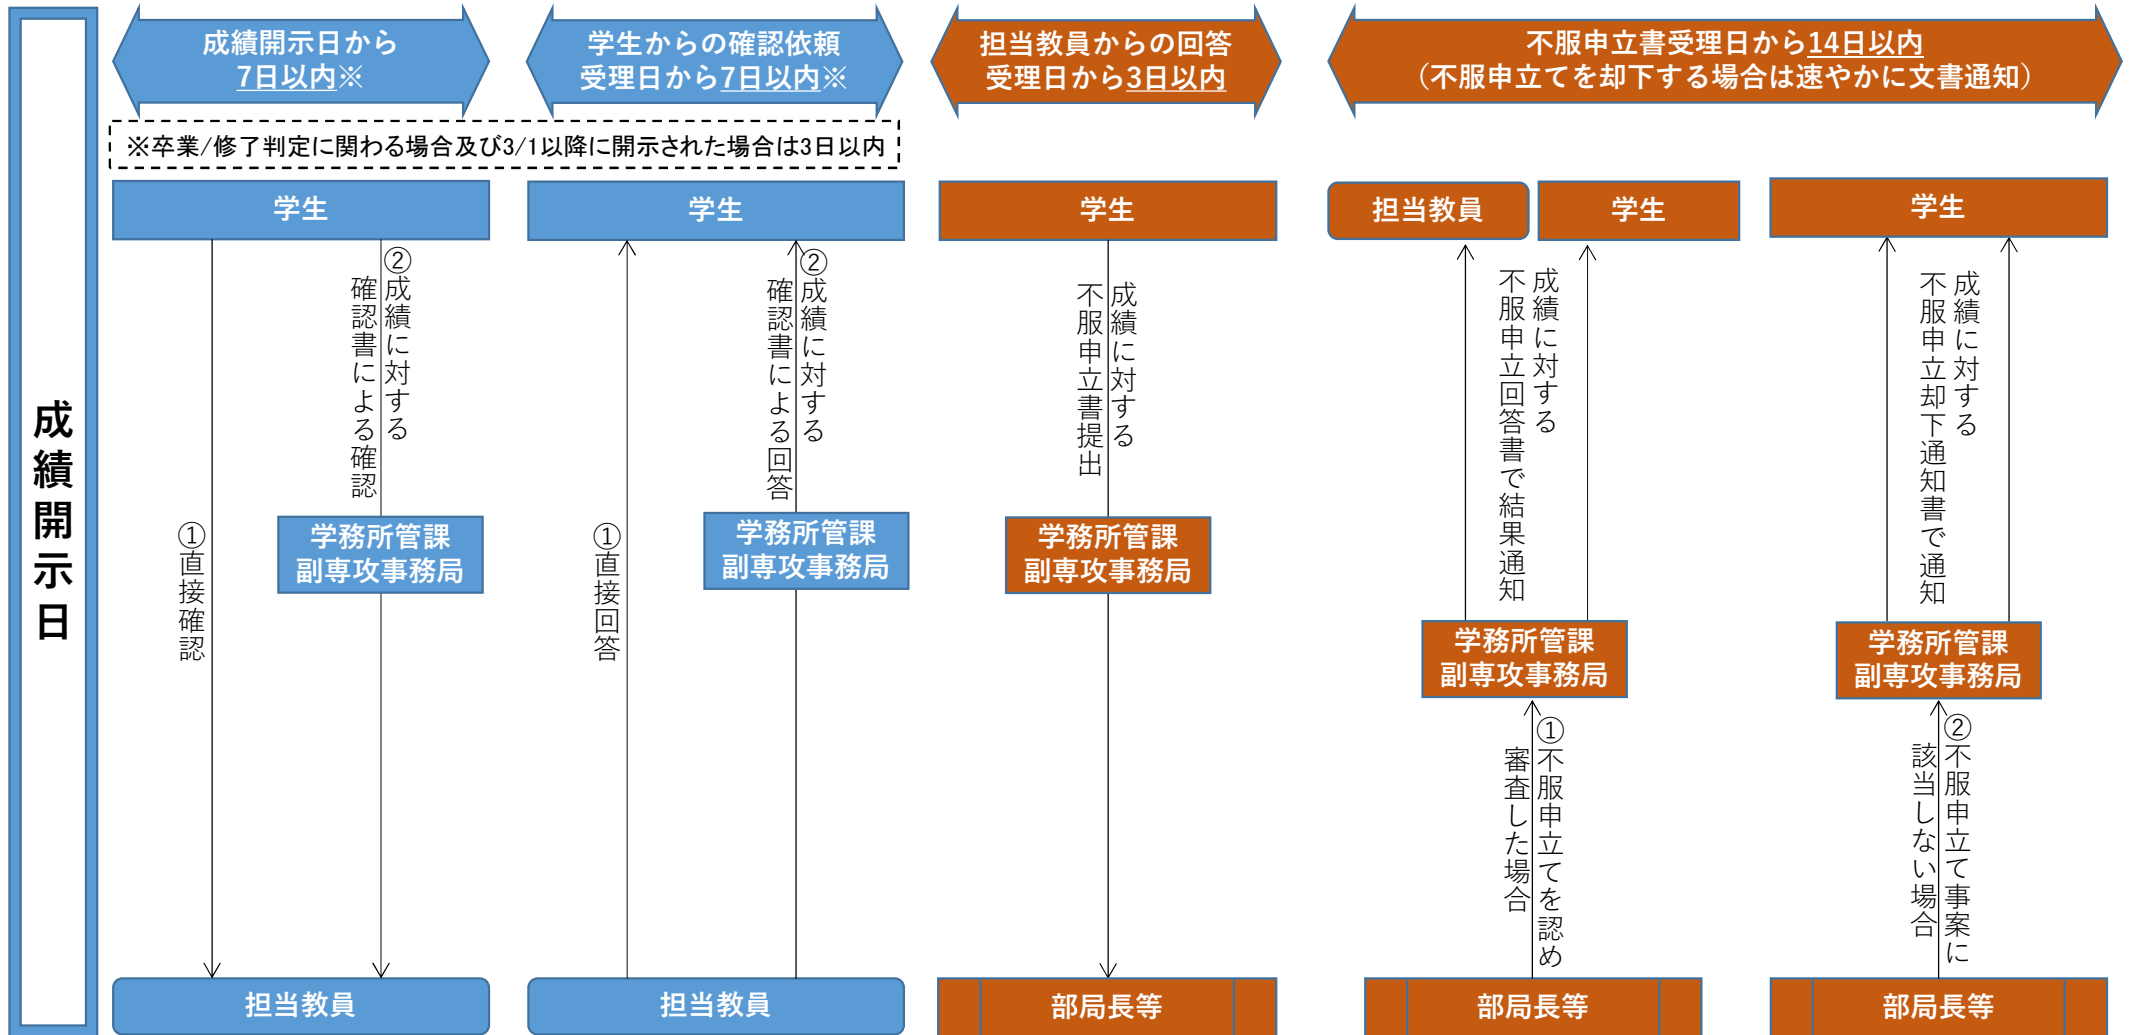 成績開示日
成績開示日から
7日以内※
学生からの確認依頼
受理日から7日以内※
担当教員からの回答
受理日から3日以内
不服申立書受理日から14日以内
（不服申立てを却下する場合は速やかに文書通知）
※卒業/修了判定に関わる場合及び3/1以降に開示された場合は3日以内
学生
①直接確認
②成績に対する
確認書による確認
学務所管課
副専攻事務局
担当教員
学生
①直接回答
②成績に対する
確認書による回答
学務所管課
副専攻事務局
担当教員
学生
成績に対する
不服申立書提出
学務所管課
副専攻事務局
部局長等
担当教員
学生
成績に対する
不服申立回答書で結果通知
学務所管課
副専攻事務局
①不服申立てを認め
審査した場合
部局長等
学生
成績に対する
不服申立却下通知書で通知
学務所管課
副専攻事務局
②不服申立て事案に
該当しない場合
部局長等